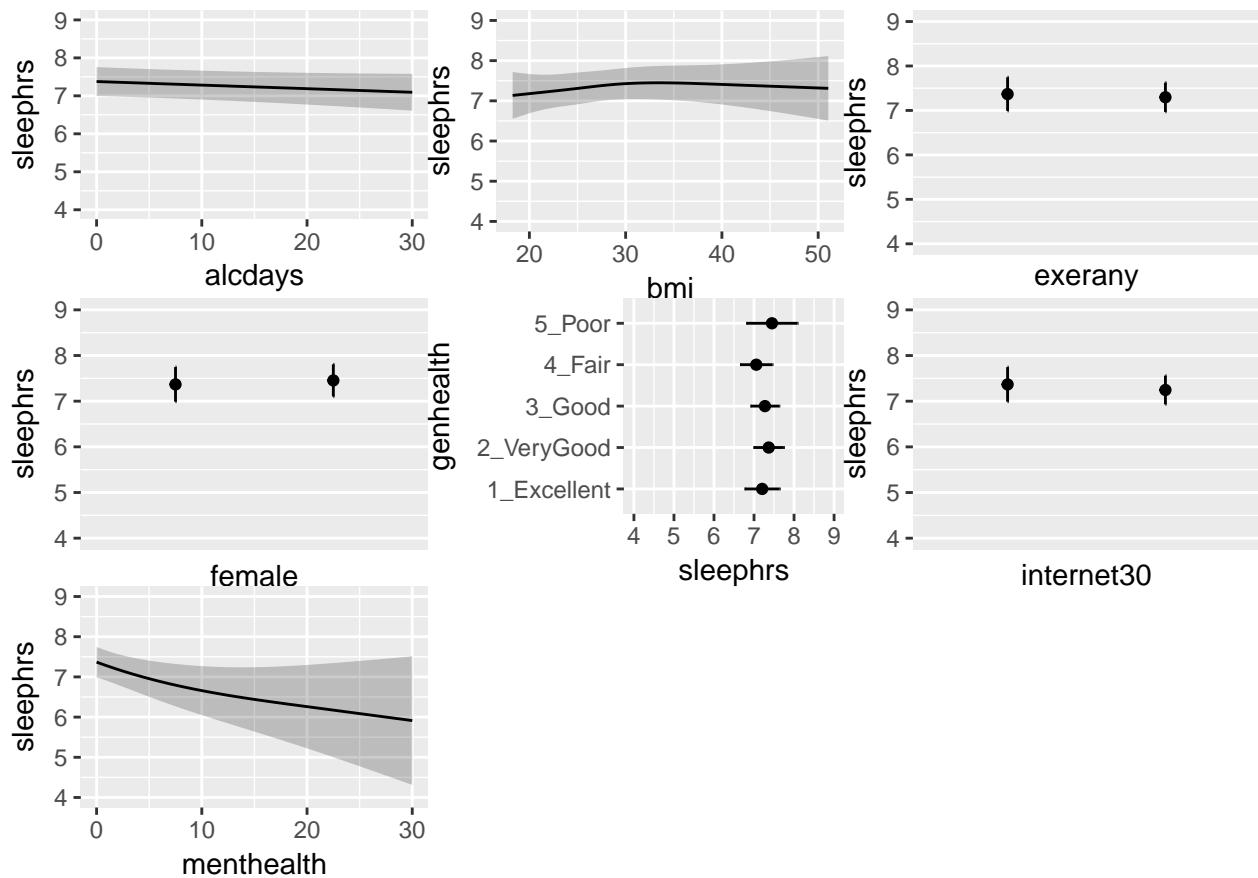 9
8
7
6
5
4
sleephrs
0 10 20 30
alcdays
9
8
7
6
5
4
sleephrs
20 30 40 50
bmi
9
8
7
6
5
4
sleephrs
exerany
9
8
7
6
5
4
sleephrs
female
5_Poor
4_Fair
3_Good
2_VeryGood
1_Excellent
genhealth
4 5 6 7 8 9
sleephrs
9
8
7
6
5
4
sleephrs
internet30
9
8
7
6
5
4
sleephrs
0 10 20 30
menthealth